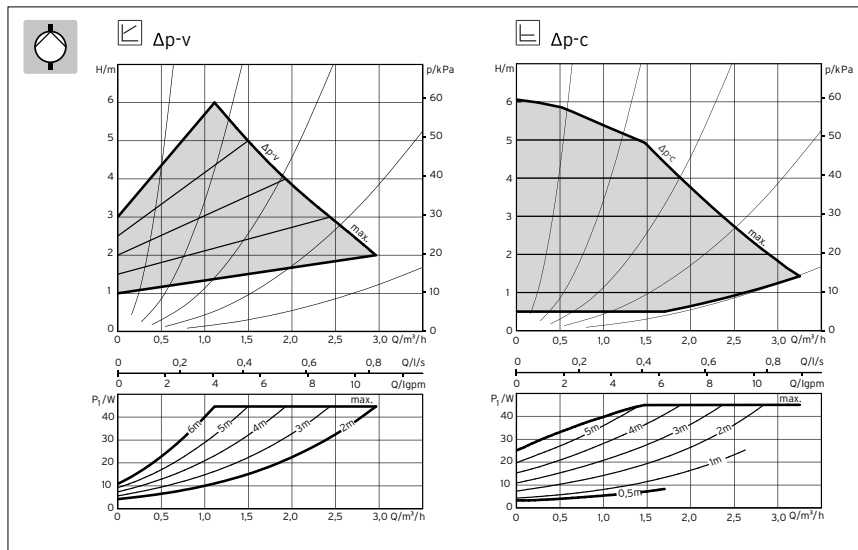 Δp-v
H/m
p/kPa
6
5
4
3
2
1
0
60
50
40
30
20
10
0
Δp-v
max.
0
0,5
1,0
1,5
2,0
2,5
3,0
Q/m³/h
0
0,2
0,4
0,6
0,8
Q/l/s
0
2
4
6
8
10
Q/Igpm
P₁/W
40
30
20
10
0
6m
5m
4m
3m
2m
max.
0
0,5
1,0
1,5
2,0
2,5
3,0
Q/m³/h
Δp-c
H/m
p/kPa
6
5
4
3
2
1
0
60
50
40
30
20
10
0
Δp-c
max.
0
0,5
1,0
1,5
2,0
2,5
3,0
Q/m³/h
0
0,2
0,4
0,6
0,8
Q/l/s
0
2
4
6
8
10
Q/Igpm
P₁/W
40
30
20
10
0
5m
4m
3m
2m
1m
0,5m
max.
0
0,5
1,0
1,5
2,0
2,5
3,0
Q/m³/h